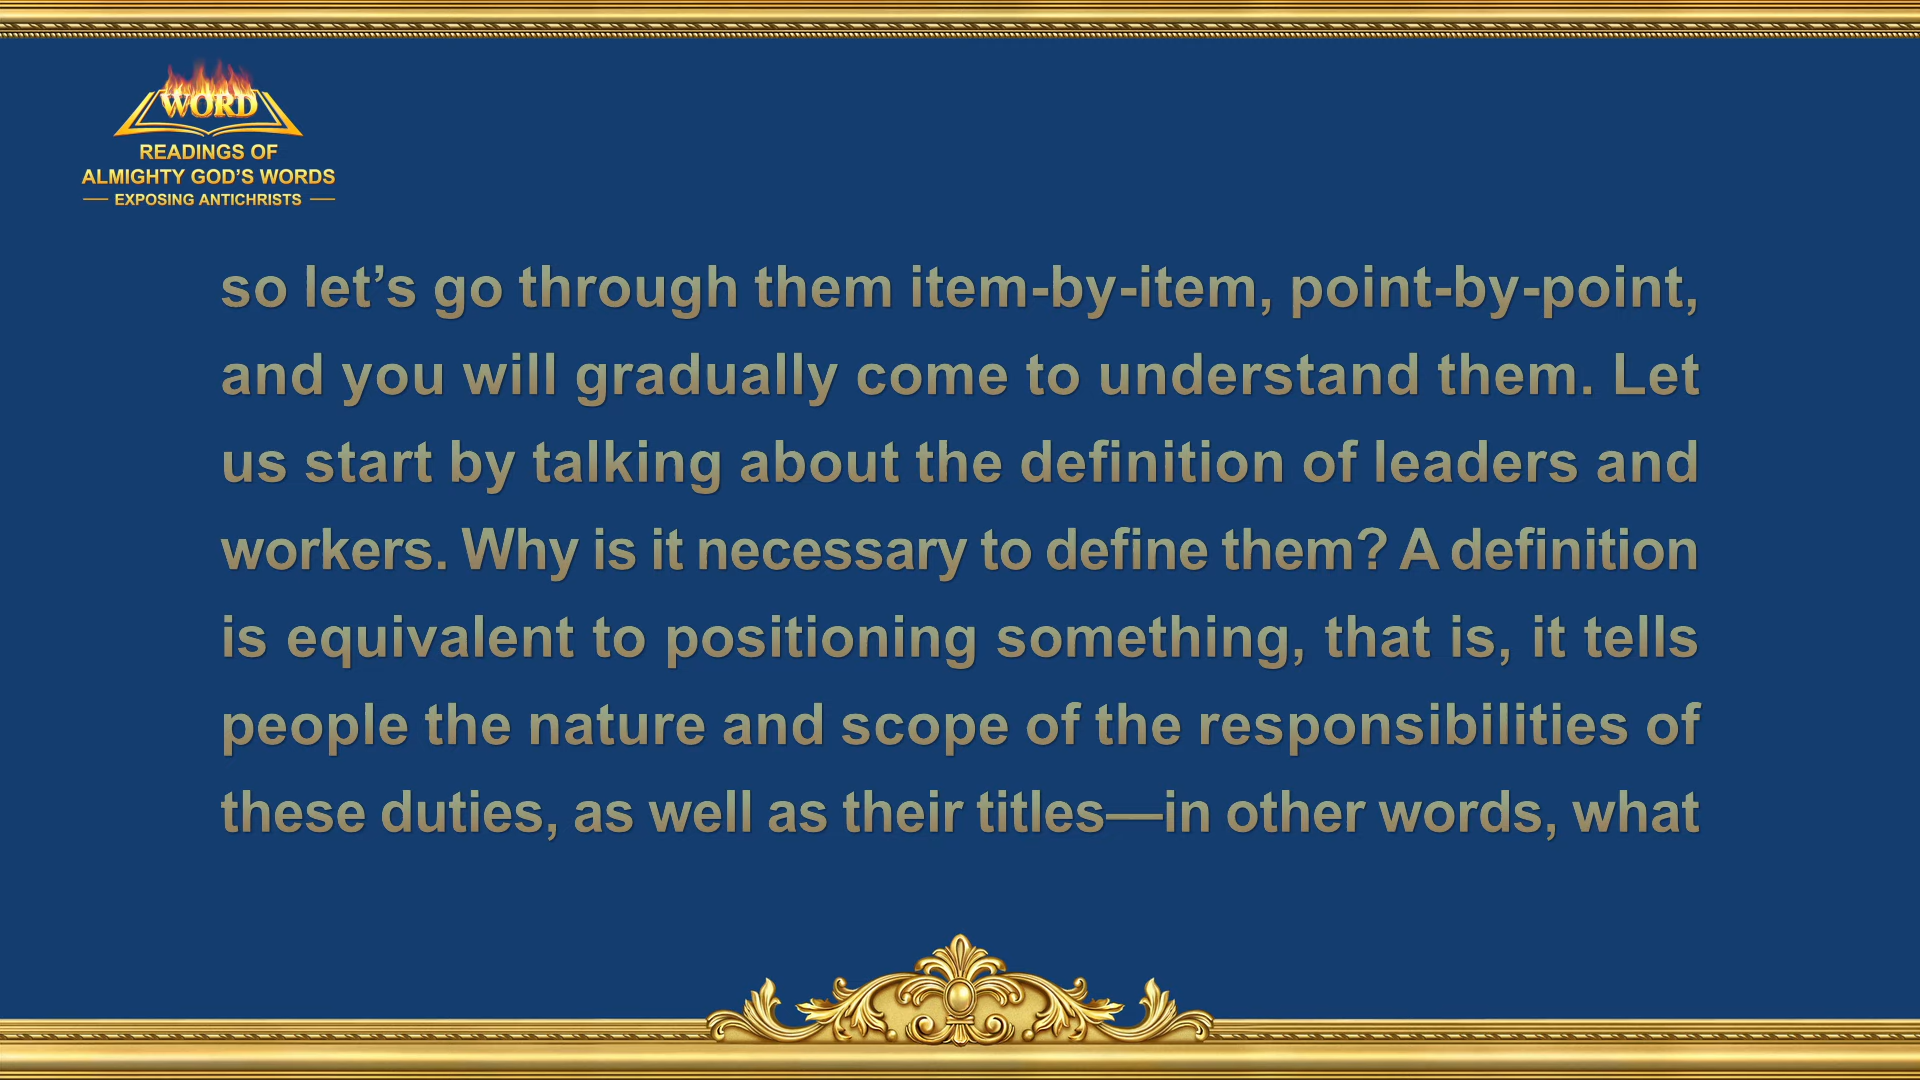 WORD
READINGS OF
ALMIGHTY GOD’S WORDS
EXPOSING ANTICHRISTS
so let’s go through them item-by-item, point-by-point,
and you will gradually come to understand them. Let
us start by talking about the definition of leaders and
workers. Why is it necessary to define them? A definition
is equivalent to positioning something, that is, it tells
people the nature and scope of the responsibilities of
these duties, as well as their titles—in other words, what